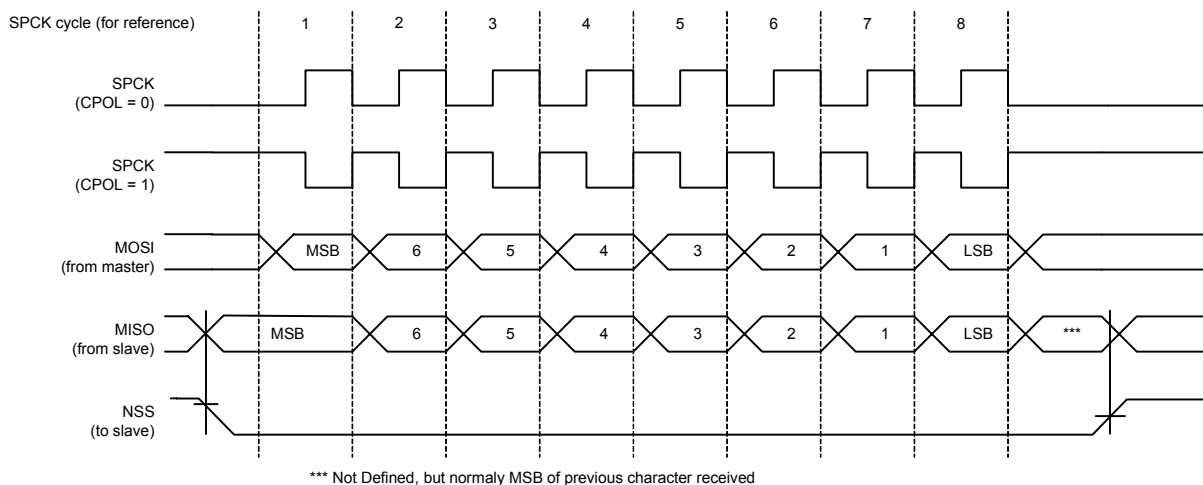 SPCK cycle (for reference) 1 2 3 4 5 6 7 8
SPCK
(CPOL = 0)
SPCK
(CPOL = 1)
MOSI
(from master)
MSB 6 5 4 3 2 1 LSB
MISO
(from slave)
MSB 6 5 4 3 2 1 LSB ***
NSS
(to slave)
*** Not Defined, but normaly MSB of previous character received